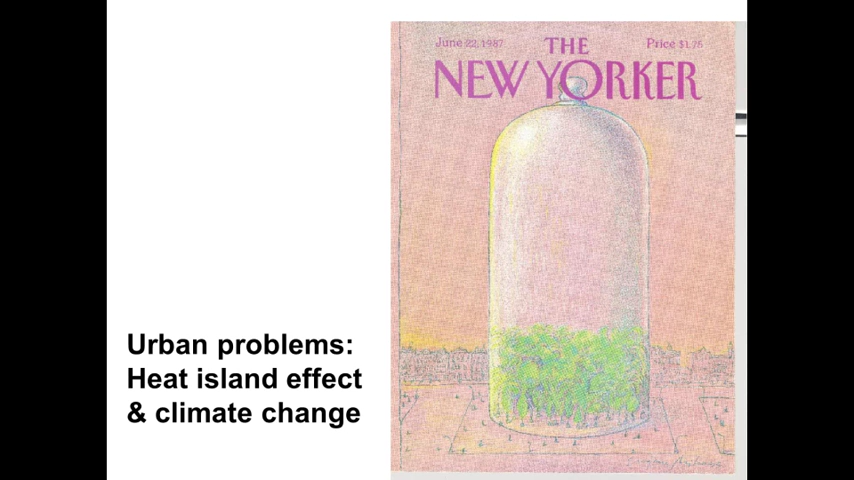 June 22, 1987
THE
Price $1.75
NEW YORKER
Urban problems:
Heat island effect
& climate change